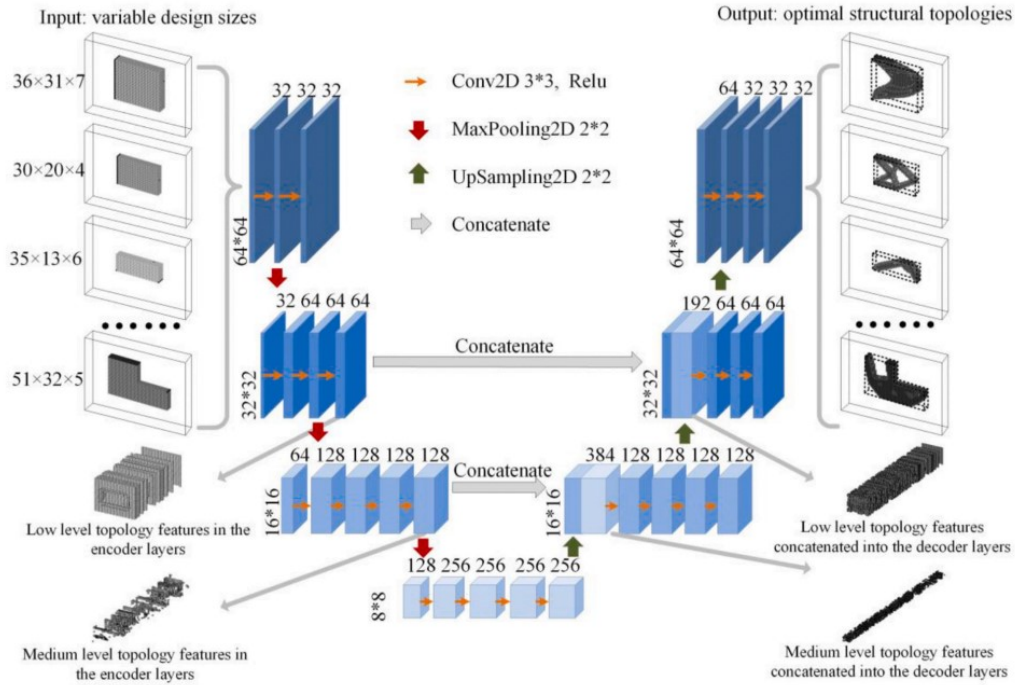 Input: variable design sizes
Output: optimal structural topologies
36×31×7
30×20×4
35×13×6
51×32×5
32 32 32
64*64
Conv2D 3*3, Relu
MaxPooling2D 2*2
UpSampling2D 2*2
Concatenate
64 32 32 32
64*64
32 64 64 64
32*32
Concatenate
192 64 64 64
32*32
64 128 128 128 128
16*16
Concatenate
384 128 128 128 128
16*16
128 256 256 256 256
8*8
Low level topology features in the
encoder layers
Medium level topology features in
the encoder layers
Low level topology features
concatenated into the decoder layers
Medium level topology features
concatenated into the decoder layers